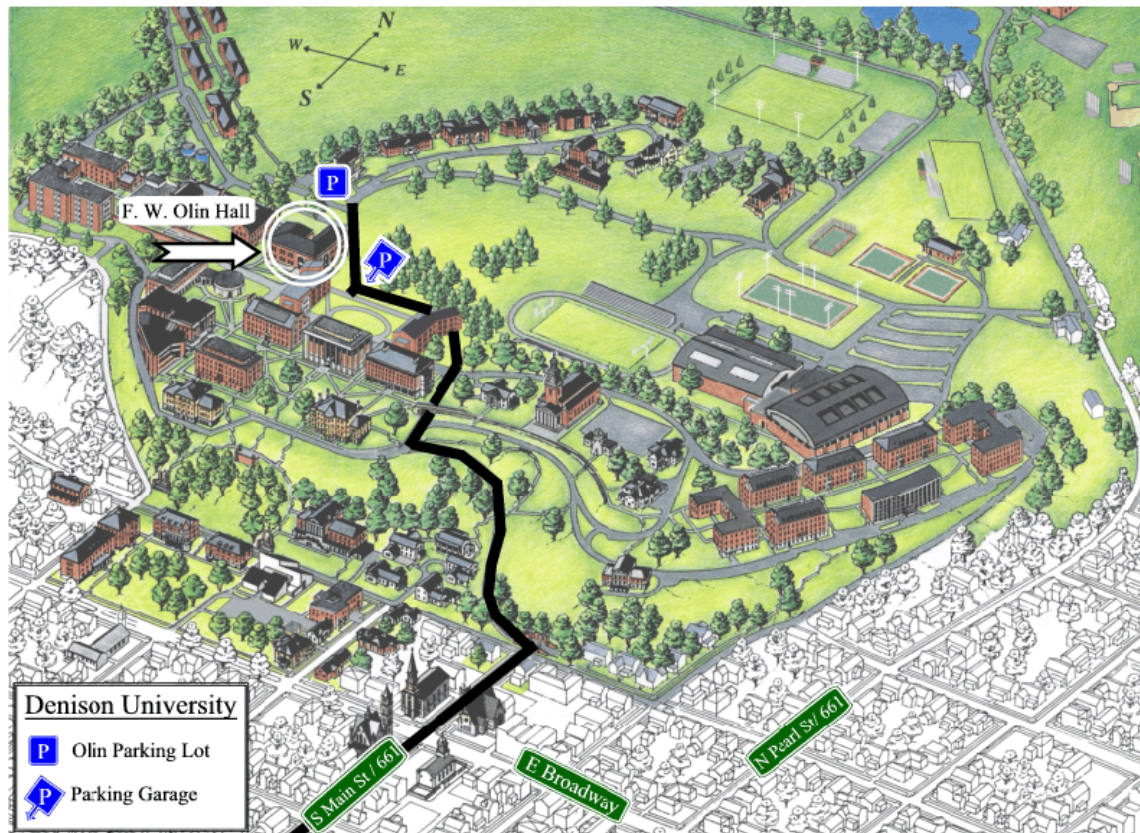 N
W
E
S
P
F. W. Olin Hall
P
Denison University
P Olin Parking Lot
P Parking Garage
S Main St / 661
E Broadway
N Pearl St/ 661